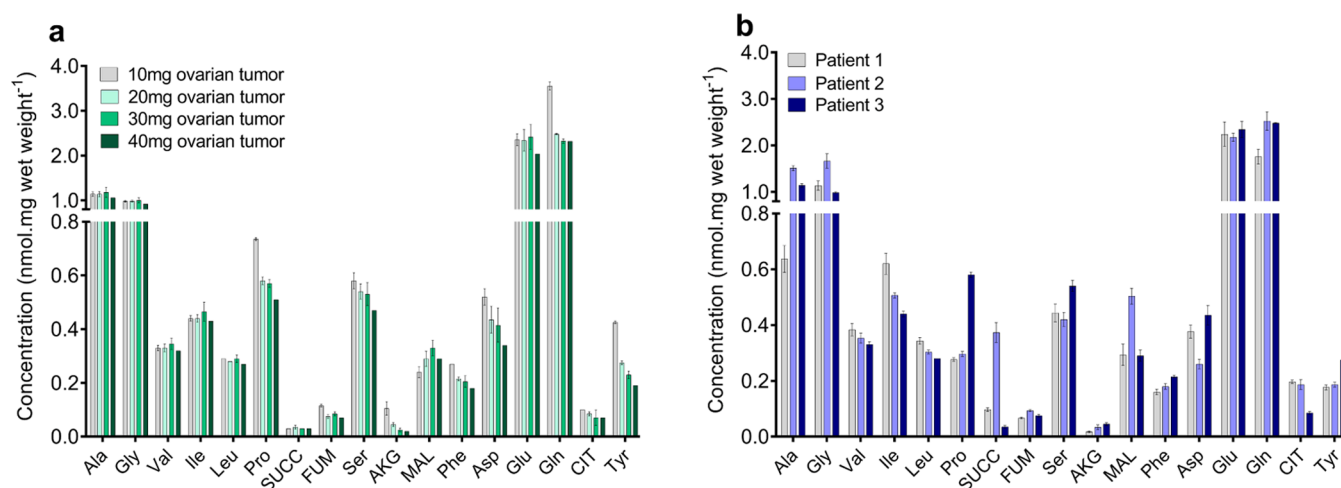 a
Concentration (nmol.mg wet weight⁻¹)
4.0
3.0
2.0
1.0
0.8
0.6
0.4
0.2
0.0
10mg ovarian tumor
20mg ovarian tumor
30mg ovarian tumor
40mg ovarian tumor
Ala
Gly
Val
Ile
Leu
Pro
SUCC
FUM
Ser
AKG
MAL
Phe
Asp
Glu
Gln
CIT
Tyr
b
Concentration (nmol.mg wet weight⁻¹)
4.0
3.0
2.0
1.0
0.8
0.6
0.4
0.2
0.0
Patient 1
Patient 2
Patient 3
Ala
Gly
Val
Ile
Leu
Pro
SUCC
FUM
Ser
AKG
MAL
Phe
Asp
Glu
Gln
CIT
Tyr